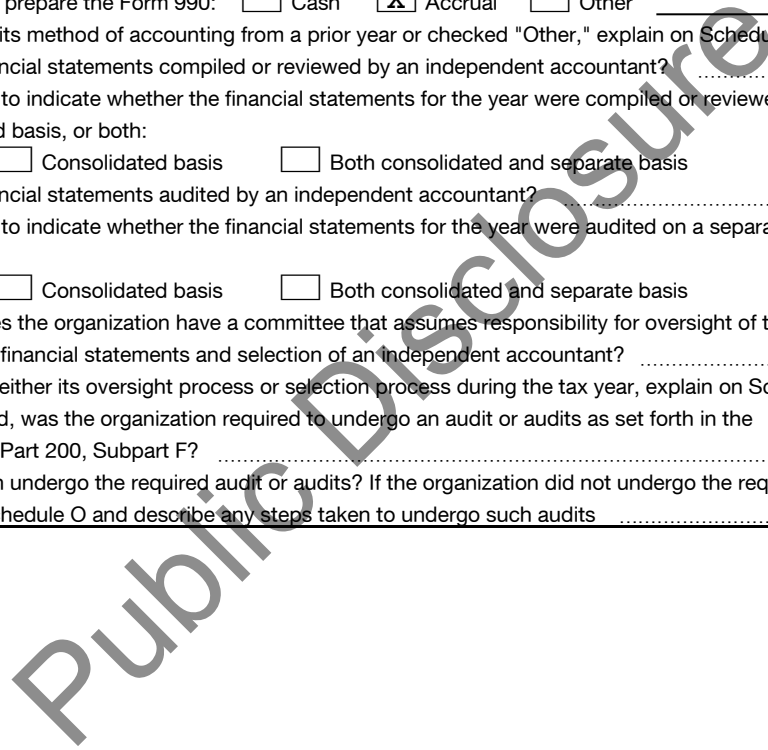 prepare the Form 990: Cash X Accrual Other
its method of accounting from a prior year or checked "Other," explain on Schedu
ncial statements compiled or reviewed by an independent accountant?
to indicate whether the financial statements for the year were compiled or reviewe
d basis, or both:
Consolidated basis Both consolidated and separate basis
ncial statements audited by an independent accountant?
to indicate whether the financial statements for the year were audited on a separa
Consolidated basis Both consolidated and separate basis
es the organization have a committee that assumes responsibility for oversight of t
financial statements and selection of an independent accountant?
either its oversight process or selection process during the tax year, explain on Sc
d, was the organization required to undergo an audit or audits as set forth in the
Part 200, Subpart F?
n undergo the required audit or audits? If the organization did not undergo the req
hedule O and describe any steps taken to undergo such audits
Public Disclosure